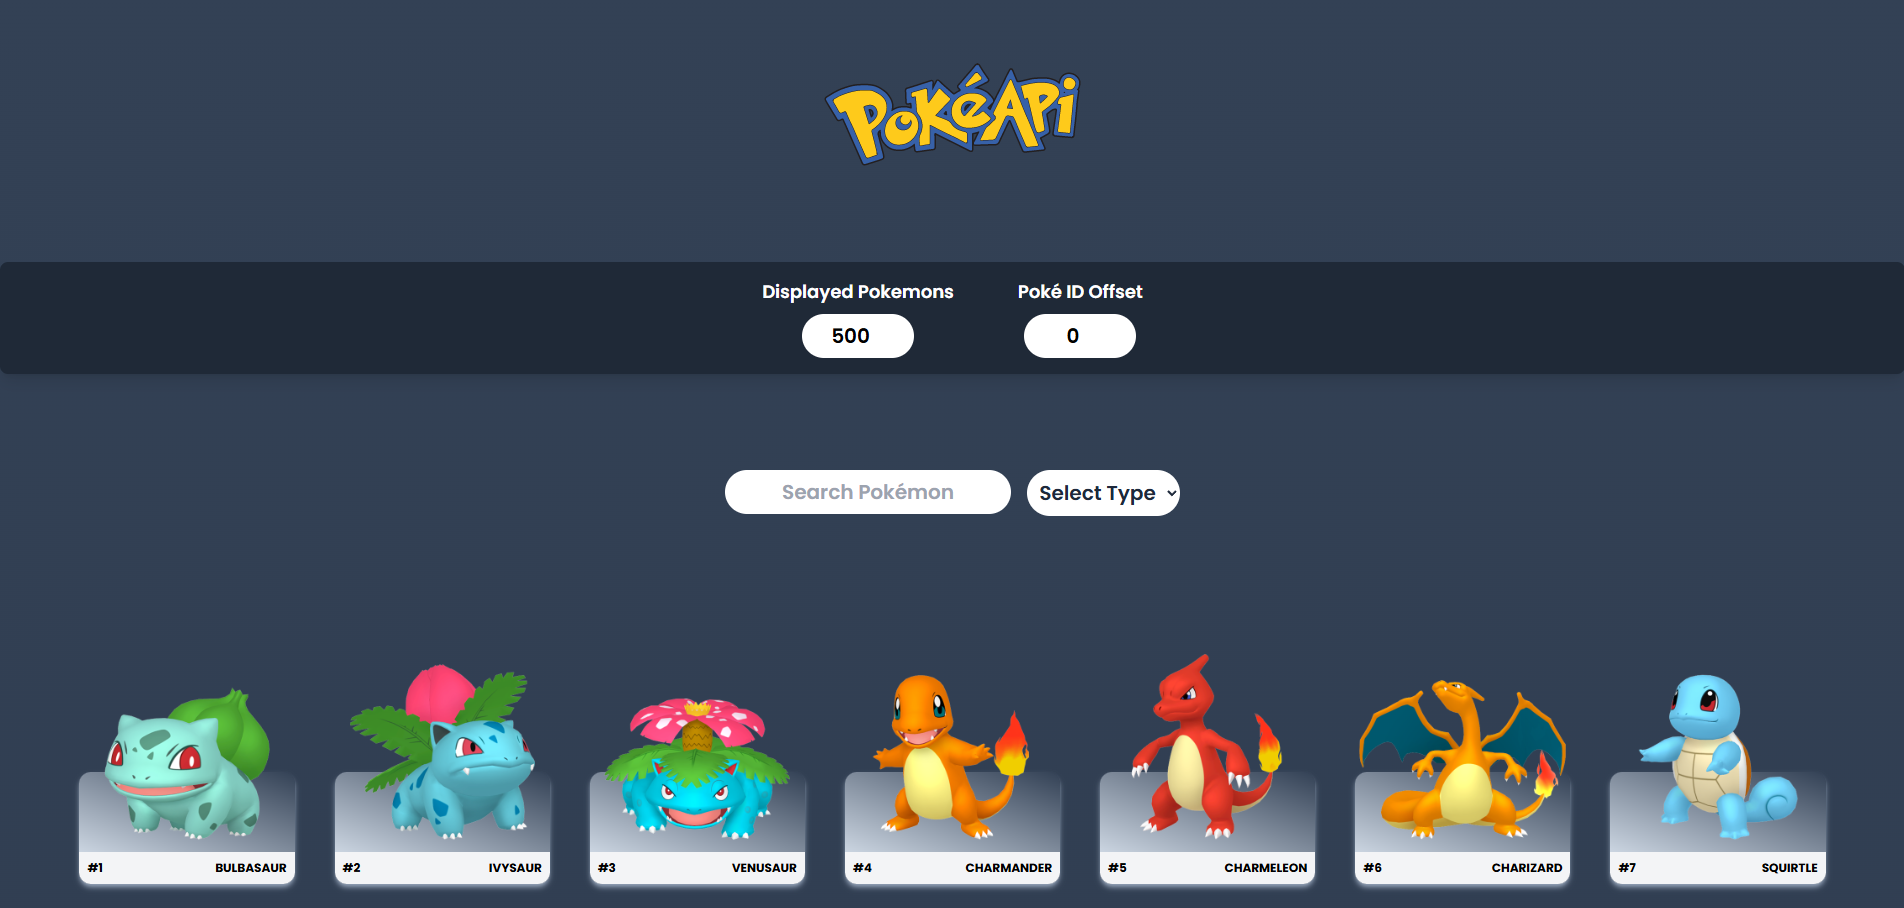 PokéApi
Displayed Pokemons
Poké ID Offset
500
0
Search Pokémon
Select Type
#1 BULBASAUR
#2 IVYSAUR
#3 VENUSAUR
#4 CHARMANDER
#5 CHARMELEON
#6 CHARIZARD
#7 SQUIRTLE